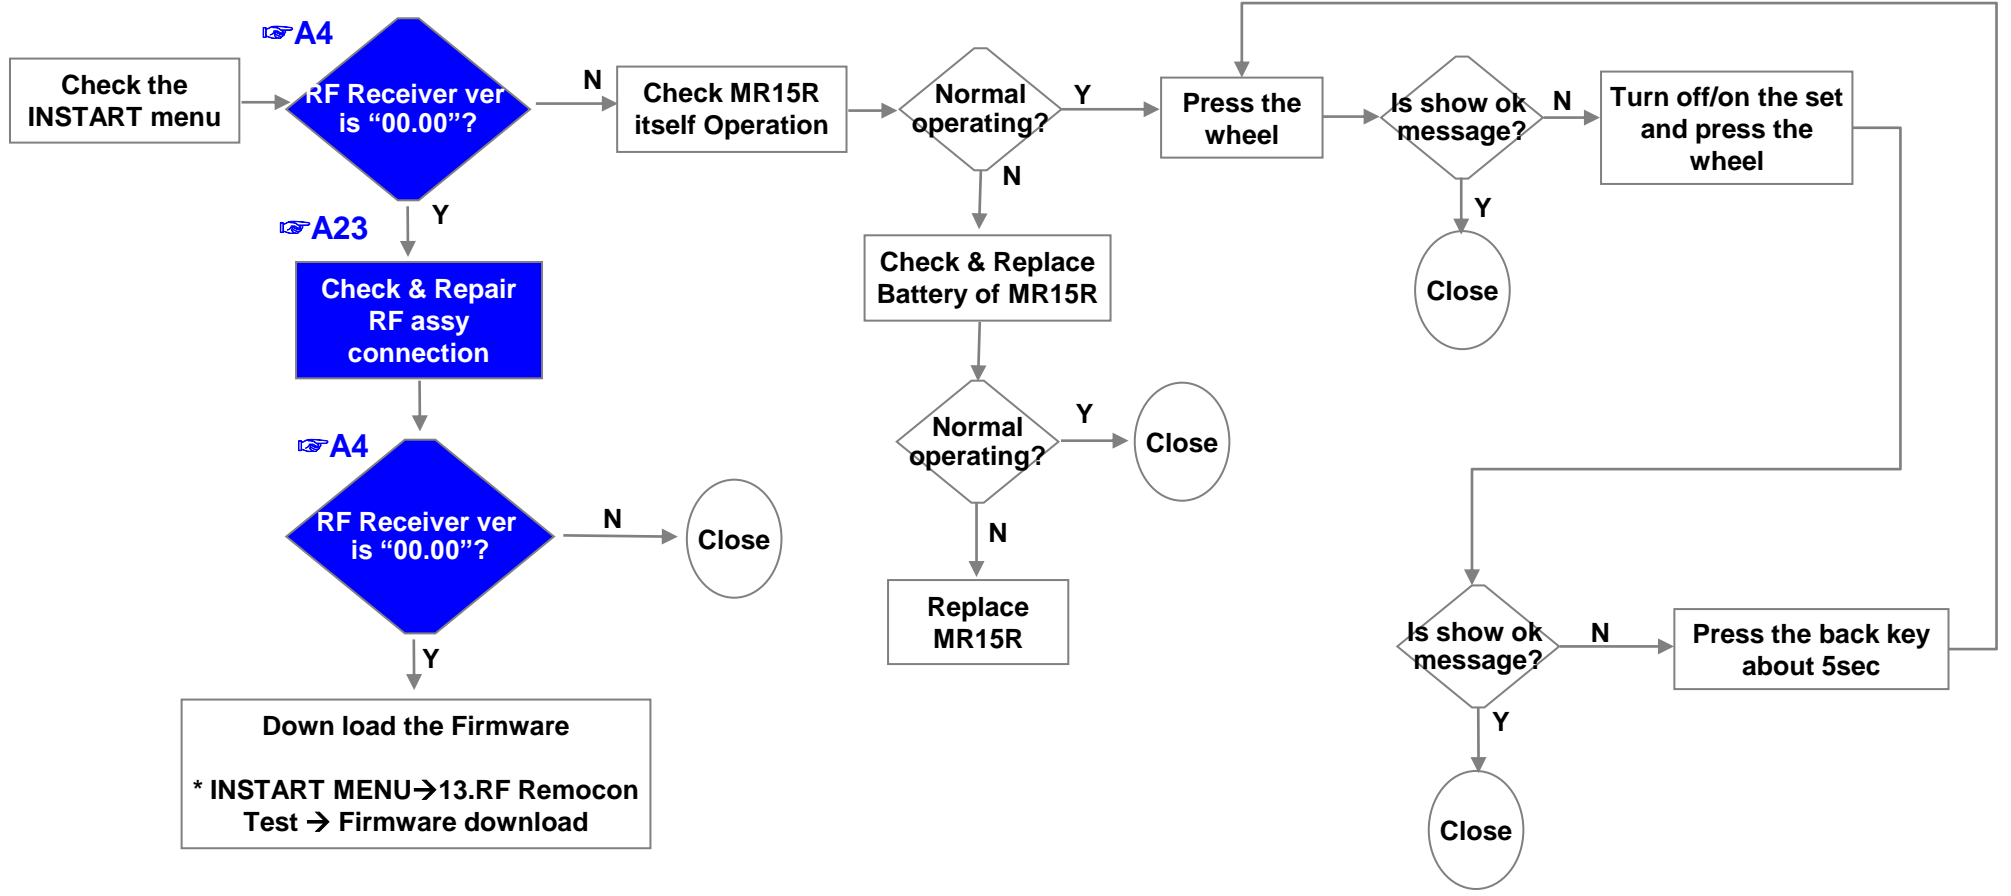 ☞A4
Check the
INSTART menu
RF Receiver ver
is “00.00”?
N
Check MR15R
itself Operation
Normal
operating?
Y
Press the
wheel
Is show ok
message?
N
Turn off/on the set
and press the
wheel
Y
☞A23
N
Y
Check & Repair
RF assy
connection
Check & Replace
Battery of MR15R
Close
☞A4
Normal
operating?
Y
Close
RF Receiver ver
is “00.00”?
N
Close
N
Replace
MR15R
Is show ok
message?
N
Press the back key
about 5sec
Y
Y
Down load the Firmware
* INSTART MENU→13.RF Remocon
Test → Firmware download
Close